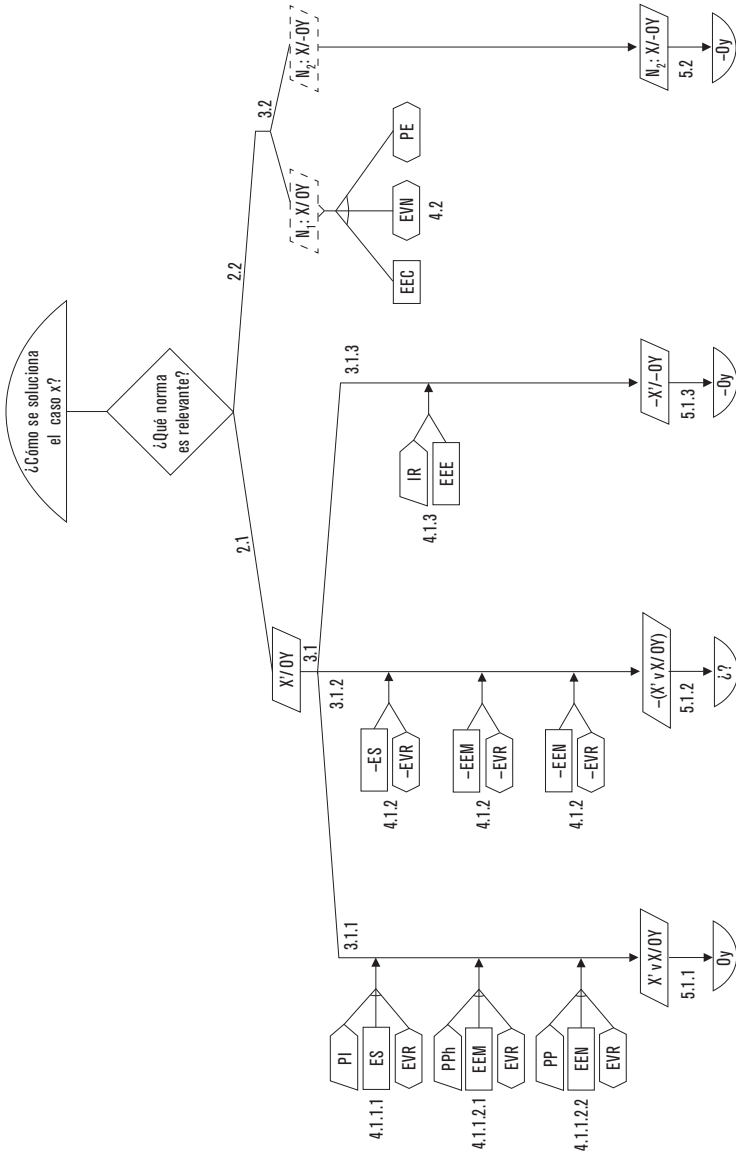 ¿Cómo se soluciona
el caso x?
¿Qué norma
es relevante?
2.1
2.2
X'/OY
3.1
3.2
N₁: X/OY
N₂: X/-OY
EEC
EVN
PE
4.2
3.1.1
3.1.2
3.1.3
PI
ES
EVR
4.1.1.1
PPh
EEM
EVR
4.1.1.2.1
PP
EEN
EVR
4.1.1.2.2
–ES
–EVR
4.1.2
–EEM
–EVR
4.1.2
–EEN
–EVR
4.1.2
IR
EEE
4.1.3
X' v X/OY
5.1.1
Oy
–(X' v X/OY)
5.1.2
¿?
–X'/–OY
5.1.3
–Oy
N₂: X/-OY
5.2
–Oy